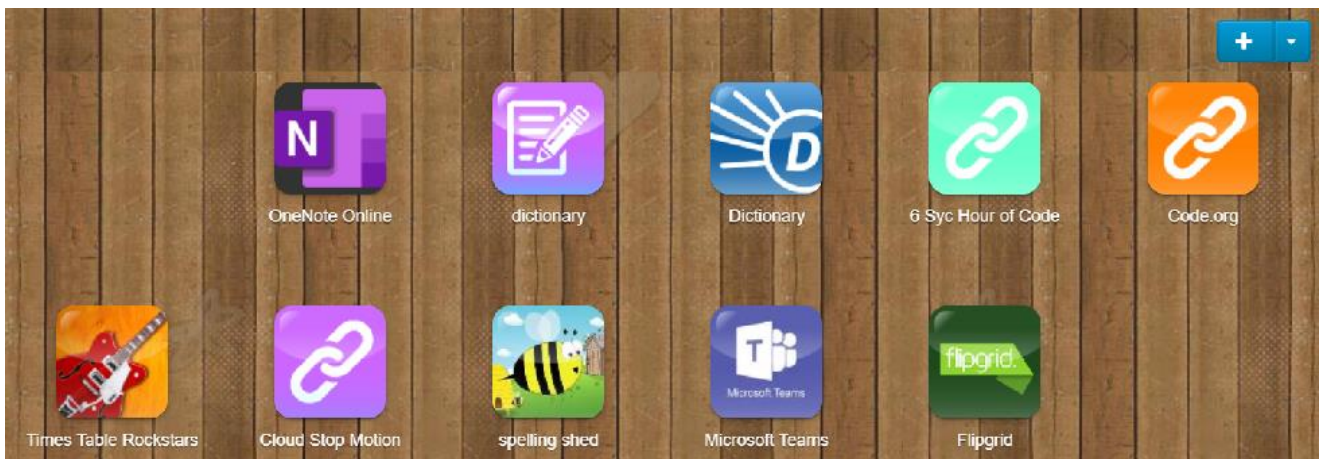 N
OneNote Online
dictionary
D
Dictionary
6 Syc Hour of Code
Code.org
Times Table Rockstars
Cloud Stop Motion
spelling shed
T
Microsoft Teams
Microsoft Teams
flipgrid.
Flipgrid